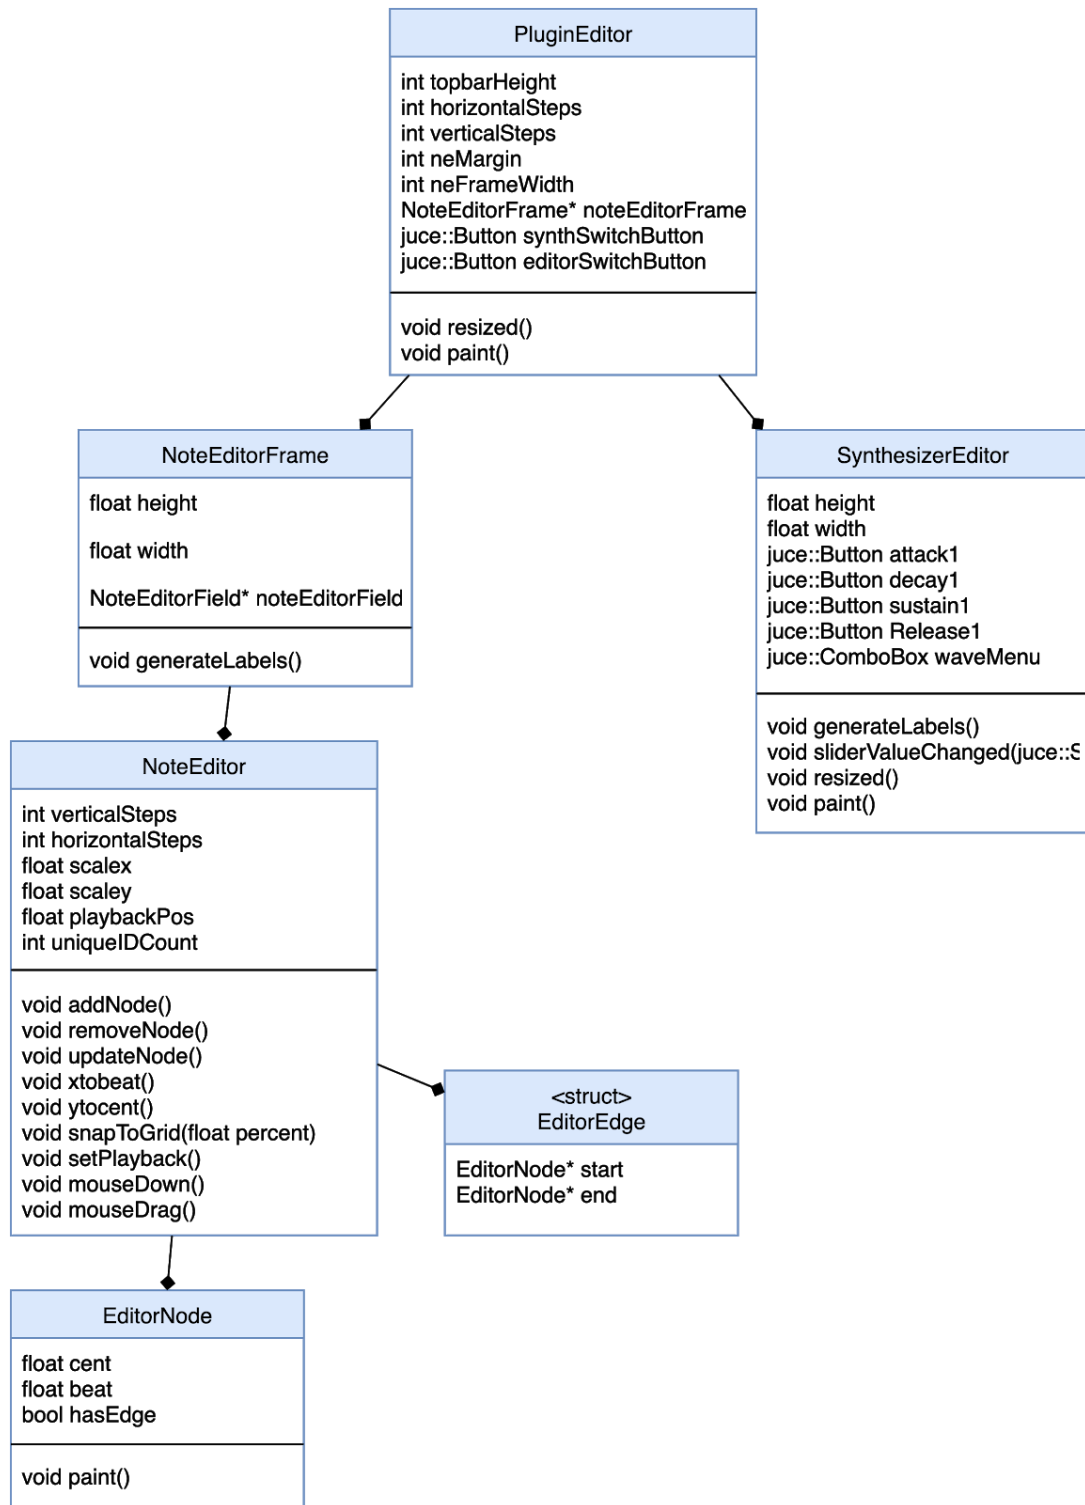 PluginEditor
int topbarHeight
int horizontalSteps
int verticalSteps
int neMargin
int neFrameWidth
NoteEditorFrame* noteEditorFrame
juce::Button synthSwitchButton
juce::Button editorSwitchButton
void resized()
void paint()
NoteEditorFrame
float height
float width
NoteEditorField* noteEditorField
void generateLabels()
SynthesizerEditor
float height
float width
juce::Button attack1
juce::Button decay1
juce::Button sustain1
juce::Button Release1
juce::ComboBox waveMenu
void generateLabels()
void sliderValueChanged(juce::S
void resized()
void paint()
NoteEditor
int verticalSteps
int horizontalSteps
float scalex
float scaley
float playbackPos
int uniqueIDCount
void addNode()
void removeNode()
void updateNode()
void xtobeat()
void ytocent()
void snapToGrid(float percent)
void setPlayback()
void mouseDown()
void mouseDrag()
<struct>
EditorEdge
EditorNode* start
EditorNode* end
EditorNode
float cent
float beat
bool hasEdge
void paint()